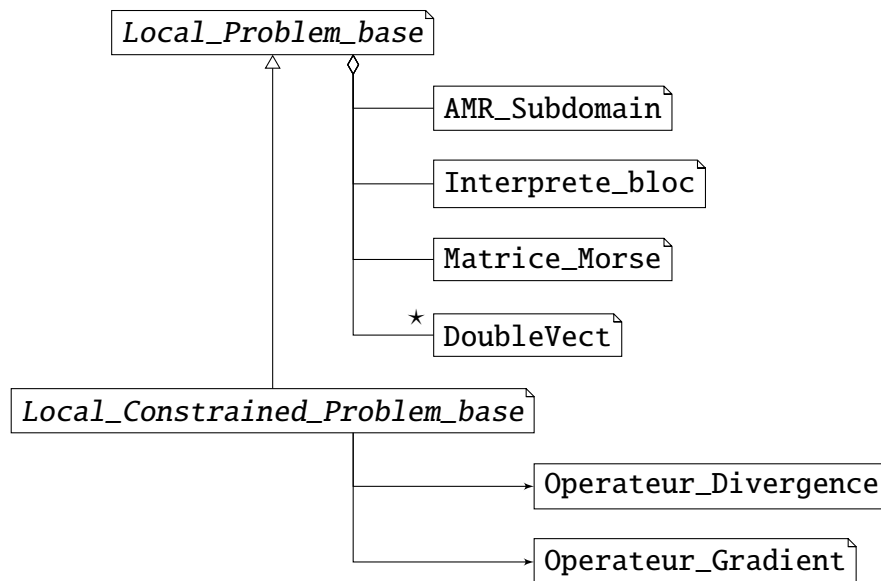 Local_Problem_base
AMR_Subdomain
Interprete_bloc
Matrice_Morse
★
DoubleVect
Local_Constrained_Problem_base
Operateur_Divergence
Operateur_Gradient